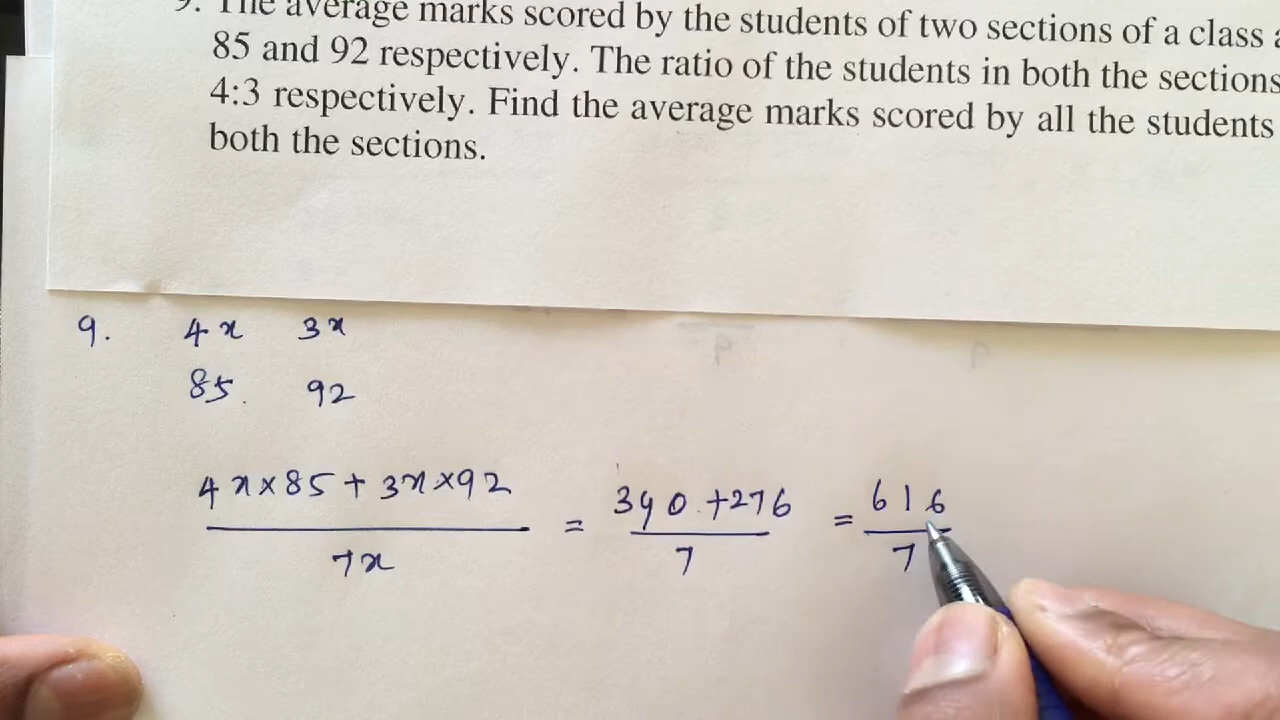 9. The average marks scored by the students of two sections of a class
85 and 92 respectively. The ratio of the students in both the sections
4:3 respectively. Find the average marks scored by all the students
both the sections.
9. 4x 3x
85. 92
4x×85+3x×92 = 340+276 = 616
7x 7 7